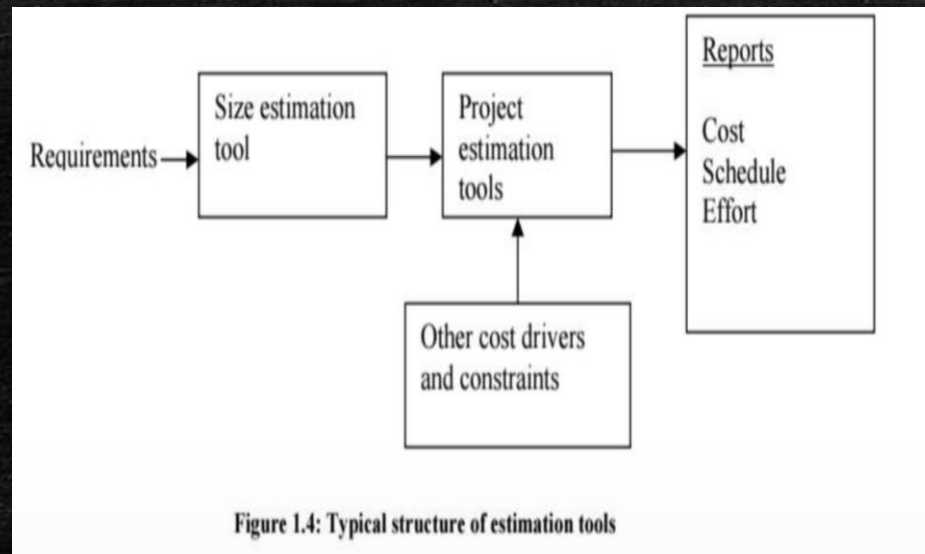 Requirements
Size estimation
tool
Project
estimation
tools
Reports
Cost
Schedule
Effort
Other cost drivers
and constraints
Figure 1.4: Typical structure of estimation tools